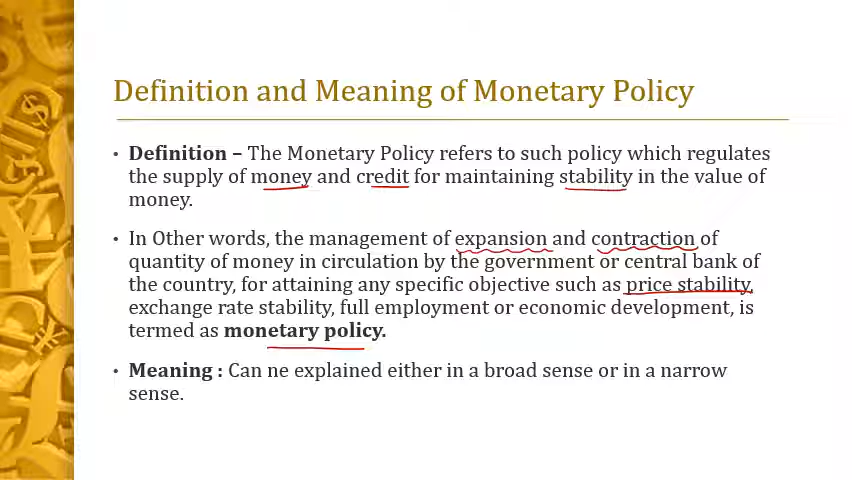 Definition and Meaning of Monetary Policy
• Definition – The Monetary Policy refers to such policy which regulates
the supply of money and credit for maintaining stability in the value of
money.
• In Other words, the management of expansion and contraction of
quantity of money in circulation by the government or central bank of
the country, for attaining any specific objective such as price stability,
exchange rate stability, full employment or economic development, is
termed as monetary policy.
• Meaning : Can ne explained either in a broad sense or in a narrow
sense.